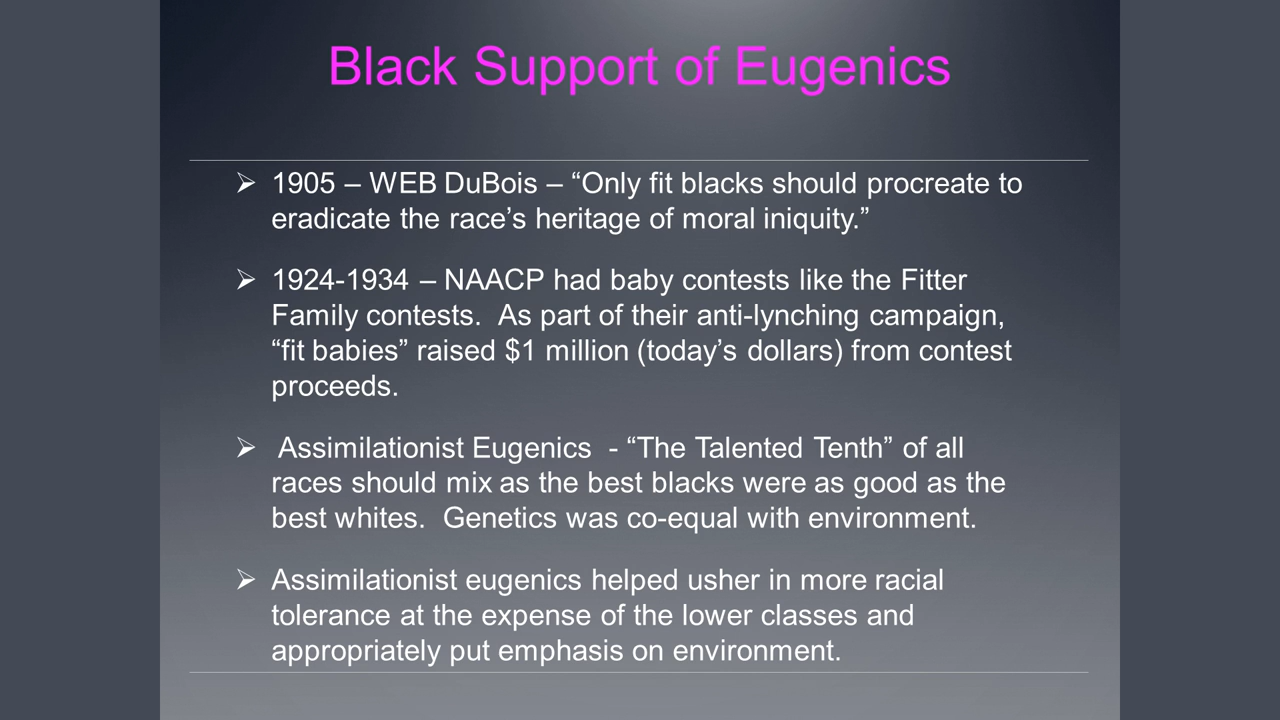 Black Support of Eugenics
➢ 1905 – WEB DuBois – “Only fit blacks should procreate to
eradicate the race’s heritage of moral iniquity.”
➢ 1924-1934 – NAACP had baby contests like the Fitter
Family contests.  As part of their anti-lynching campaign,
“fit babies” raised $1 million (today’s dollars) from contest
proceeds.
➢ Assimilationist Eugenics  - “The Talented Tenth” of all
races should mix as the best blacks were as good as the
best whites.  Genetics was co-equal with environment.
➢ Assimilationist eugenics helped usher in more racial
tolerance at the expense of the lower classes and
appropriately put emphasis on environment.